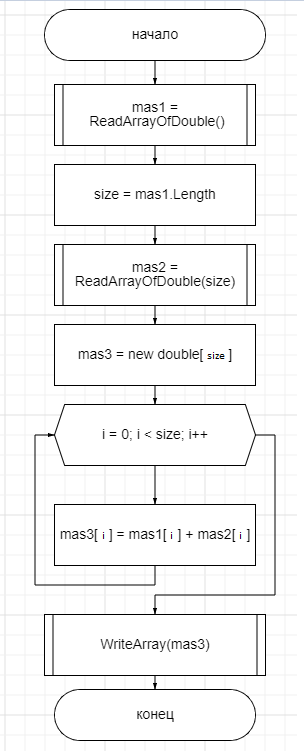 начало
mas1 =
ReadArrayOfDouble()
size = mas1.Length
mas2 =
ReadArrayOfDouble(size)
mas3 = new double[ size ]
i = 0; i < size; i++
mas3[ i ] = mas1[ i ] + mas2[ i ]
WriteArray(mas3)
конец